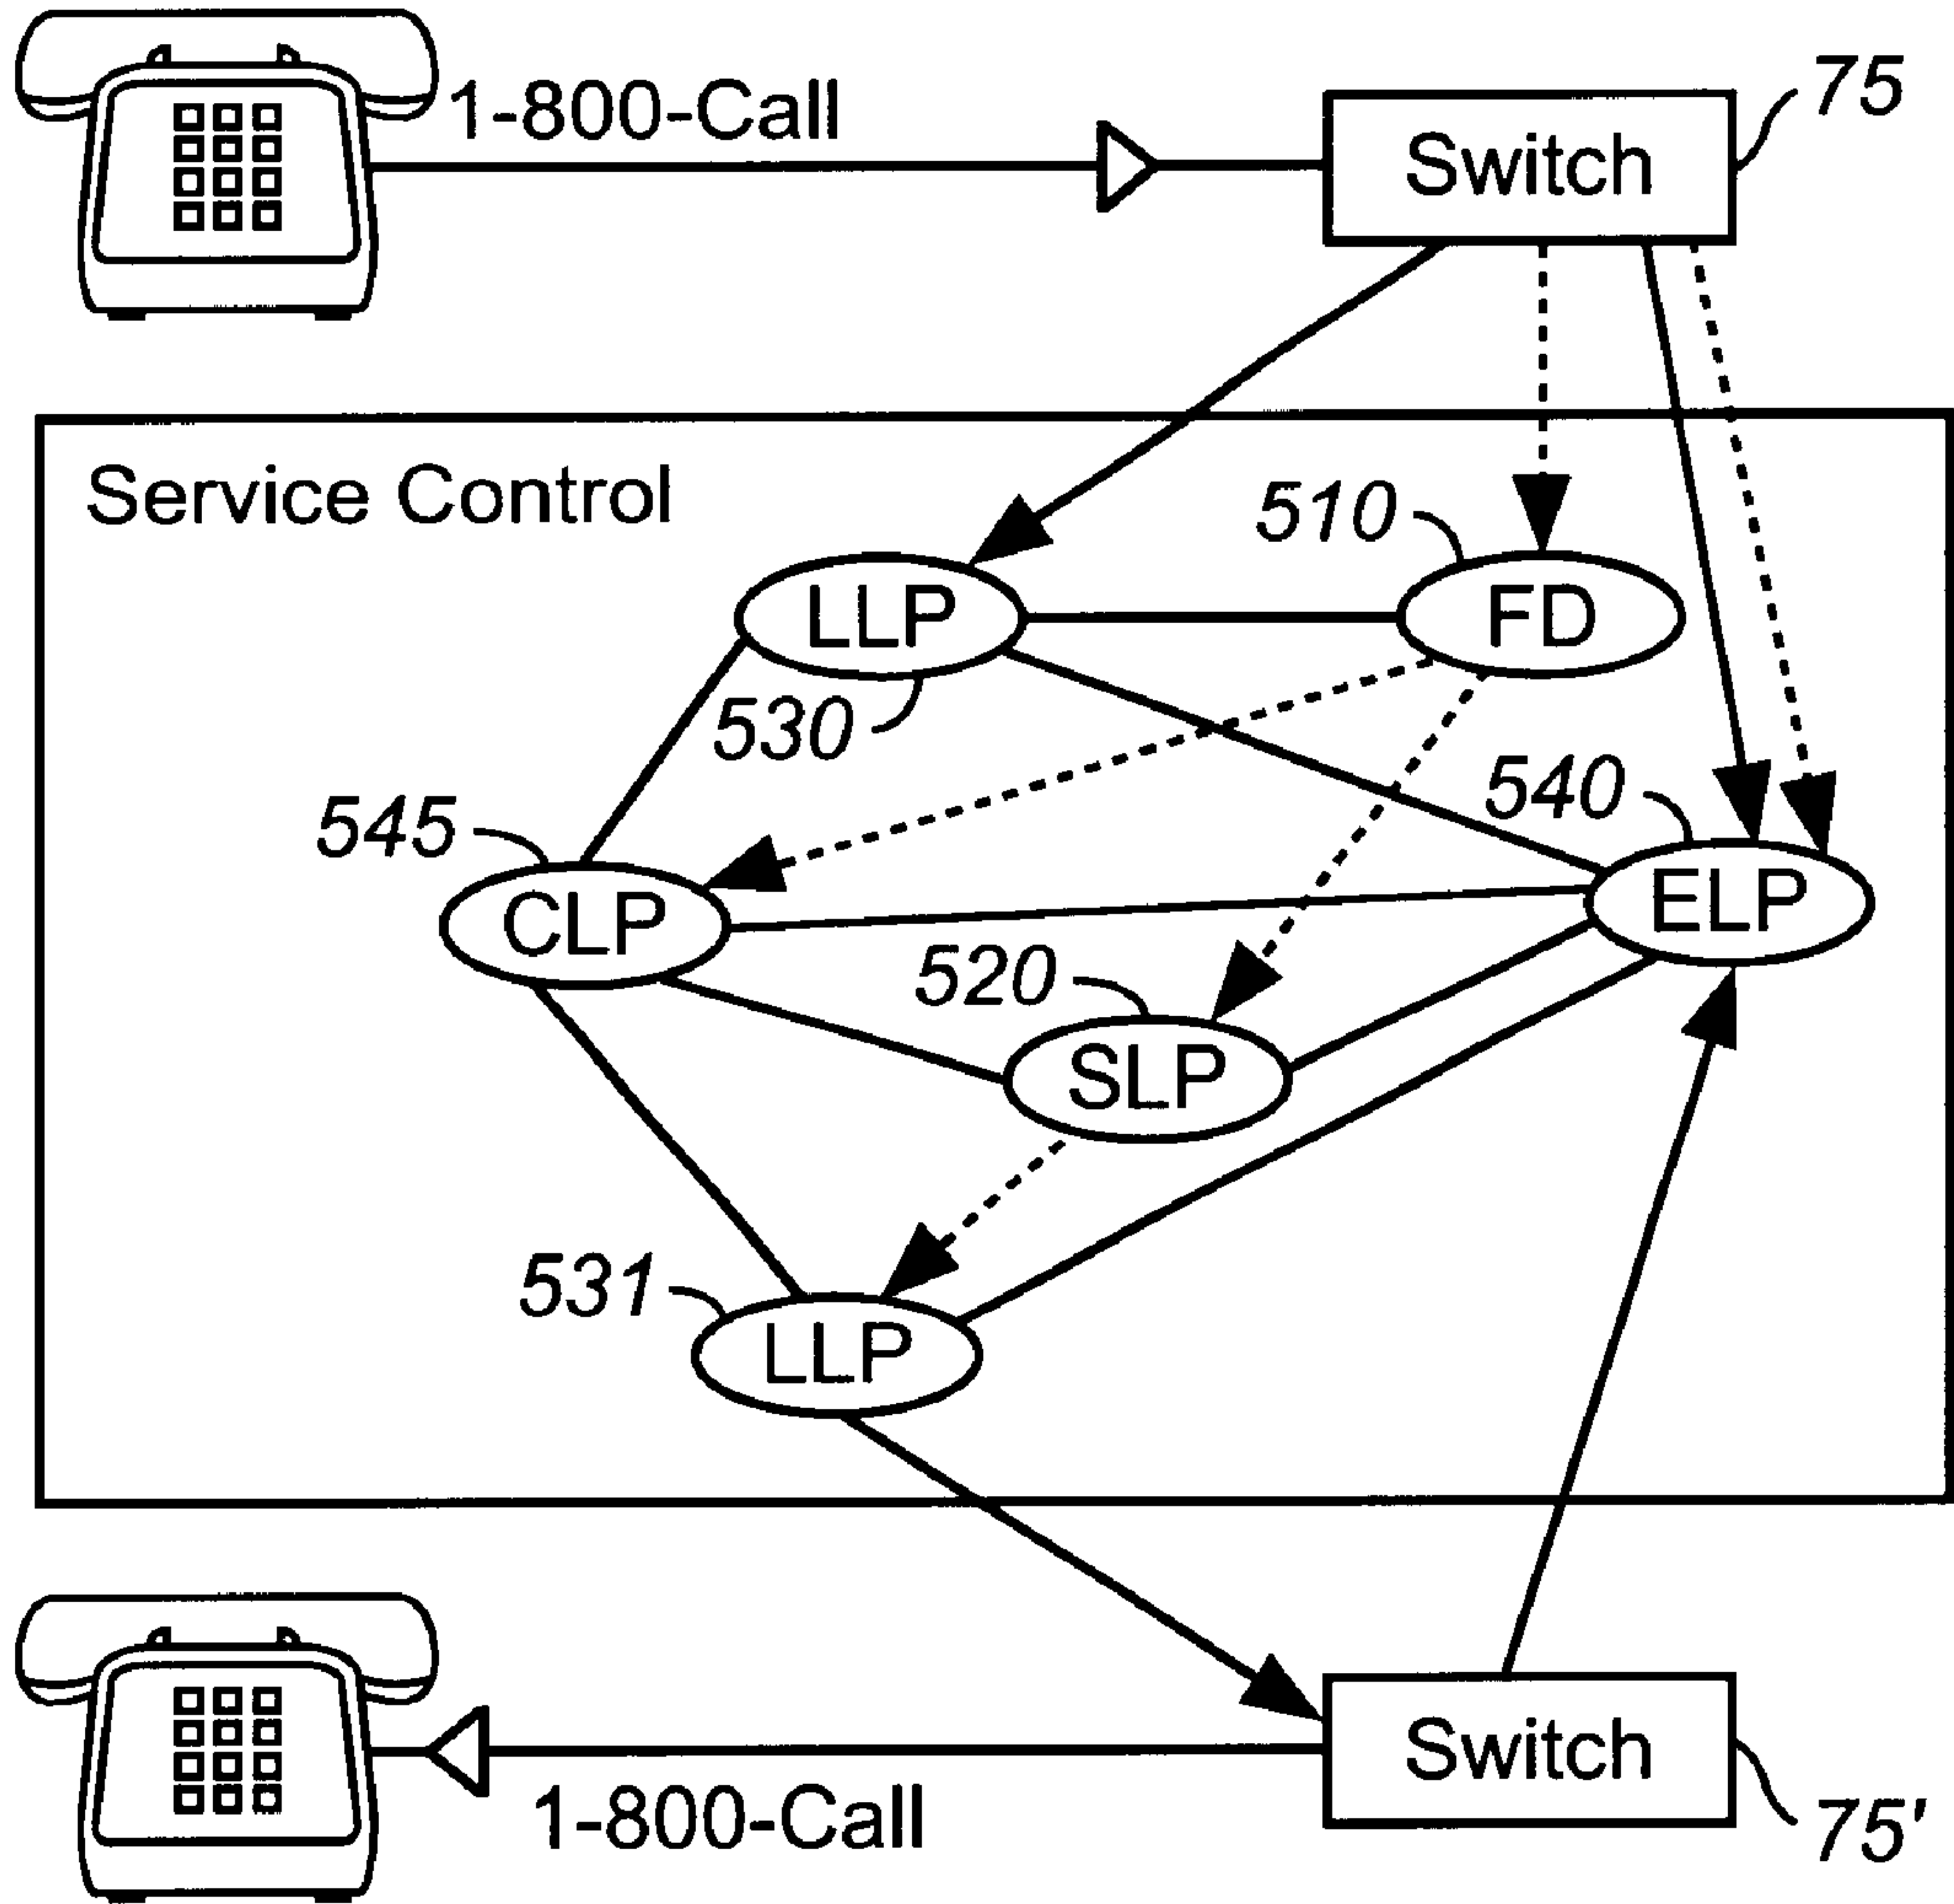 1-800-Call
75
Switch
Service Control
510
LLP
FD
530
540
545
CLP
ELP
520
SLP
531
LLP
Switch
1-800-Call
75'